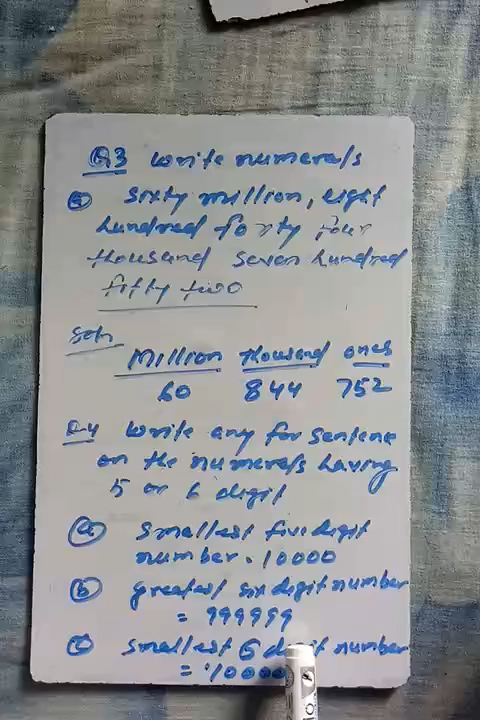 Q3 Write numerals
(a) Sixty million, eight
hundred forty four
thousand seven hundred
fifty two
Soln
Million thousand ones
60 844 752
Q-4 Write any for sentence
on the numerals having
5 or 6 digit
(a) Smallest five digit
number. 10000
(b) greatest six digit number
= 999999
(c) Smallest 6 digit number